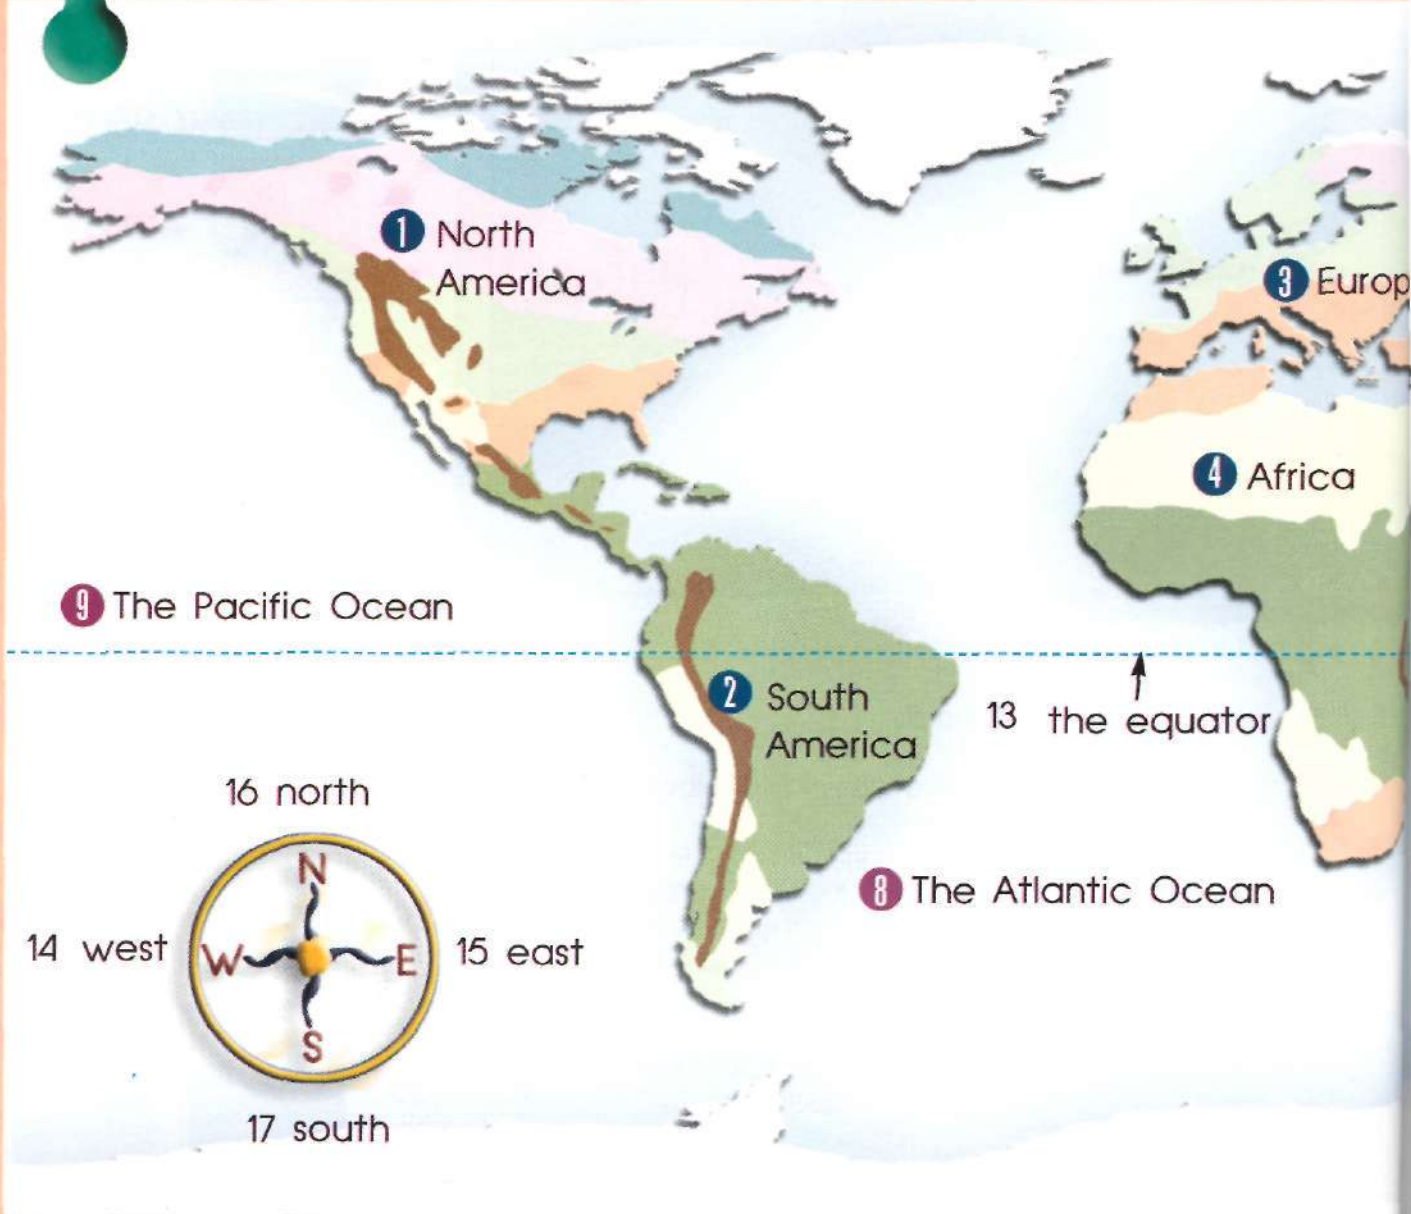 1 North
America
3 Europ
4 Africa
9 The Pacific Ocean
2 South
America
13 the equator
16 north
N
8 The Atlantic Ocean
14 west
W
E
15 east
S
17 south